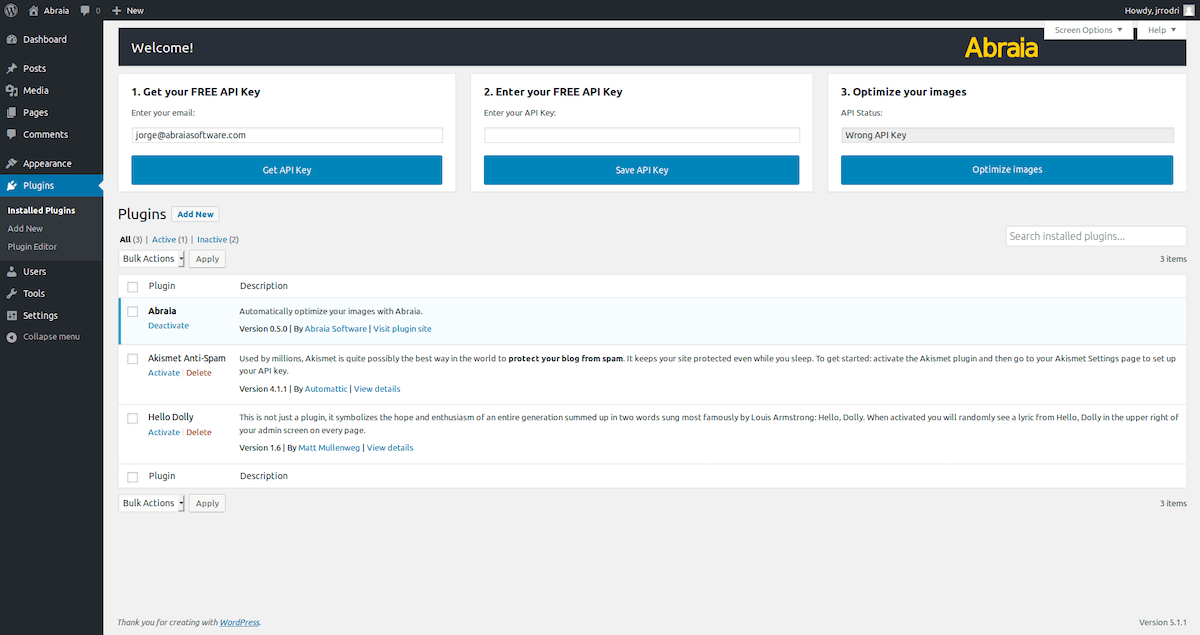 Abraia 0 New Howdy, jrrodri
Screen Options Help
Dashboard
Posts
Media
Pages
Comments
Appearance
Plugins
Installed Plugins
Add New
Plugin Editor
Users
Tools
Settings
Collapse menu
Welcome! Abraia
1. Get your FREE API Key
Enter your email:
jorge@abraiasoftware.com
Get API Key
2. Enter your FREE API Key
Enter your API Key:
Save API Key
3. Optimize your images
API Status:
Wrong API Key
Optimize images
Plugins Add New
All (3) | Active (1) | Inactive (2)
Search installed plugins...
Bulk Actions Apply 3 items
Plugin Description
Abraia
Deactivate
Automatically optimize your images with Abraia.
Version 0.5.0 | By Abraia Software | Visit plugin site
Akismet Anti-Spam
Activate | Delete
Used by millions, Akismet is quite possibly the best way in the world to protect your blog from spam. It keeps your site protected even while you sleep. To get started: activate the Akismet plugin and then go to your Akismet Settings page to set up
your API key.
Version 4.1.1 | By Automattic | View details
Hello Dolly
Activate | Delete
This is not just a plugin, it symbolizes the hope and enthusiasm of an entire generation summed up in two words sung most famously by Louis Armstrong: Hello, Dolly. When activated you will randomly see a lyric from Hello, Dolly in the upper right of
your admin screen on every page.
Version 1.6 | By Matt Mullenweg | View details
Plugin Description
Bulk Actions Apply 3 items
Thank you for creating with WordPress. Version 5.1.1